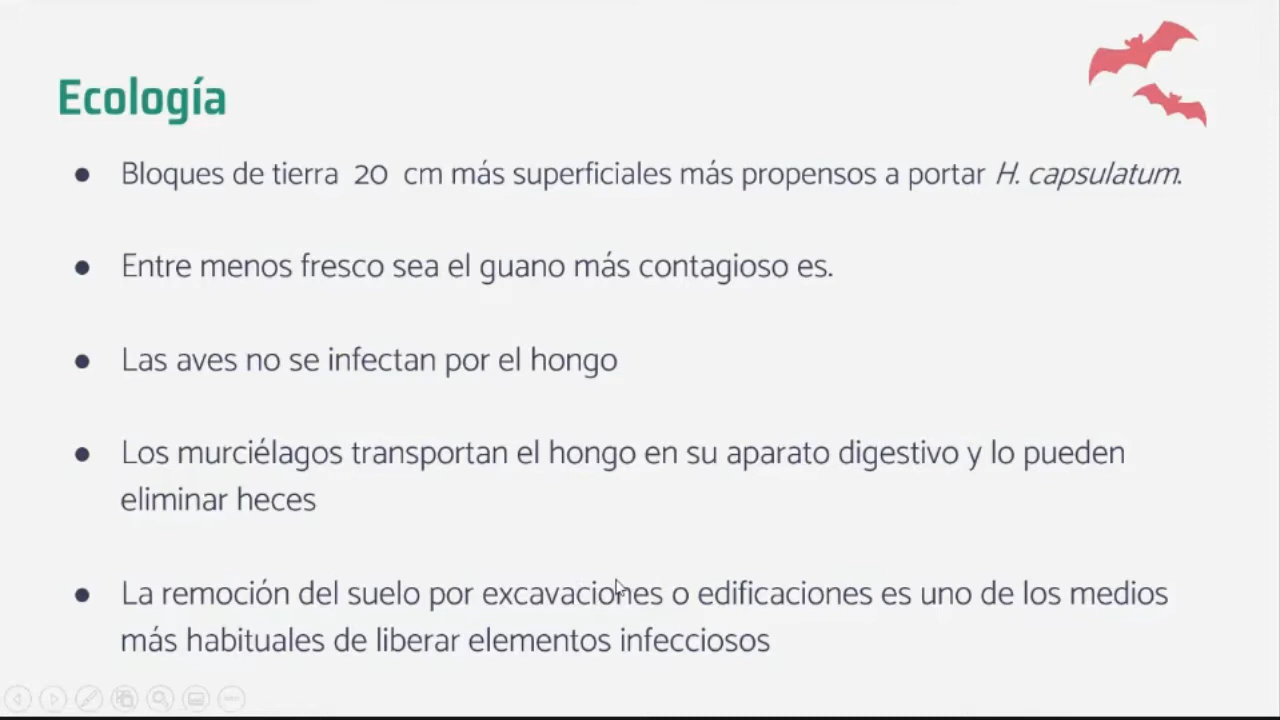 Ecología
● Bloques de tierra 20 cm más superficiales más propensos a portar H. capsulatum.
● Entre menos fresco sea el guano más contagioso es.
● Las aves no se infectan por el hongo
● Los murciélagos transportan el hongo en su aparato digestivo y lo pueden
eliminar heces
● La remoción del suelo por excavaciones o edificaciones es uno de los medios
más habituales de liberar elementos infecciosos